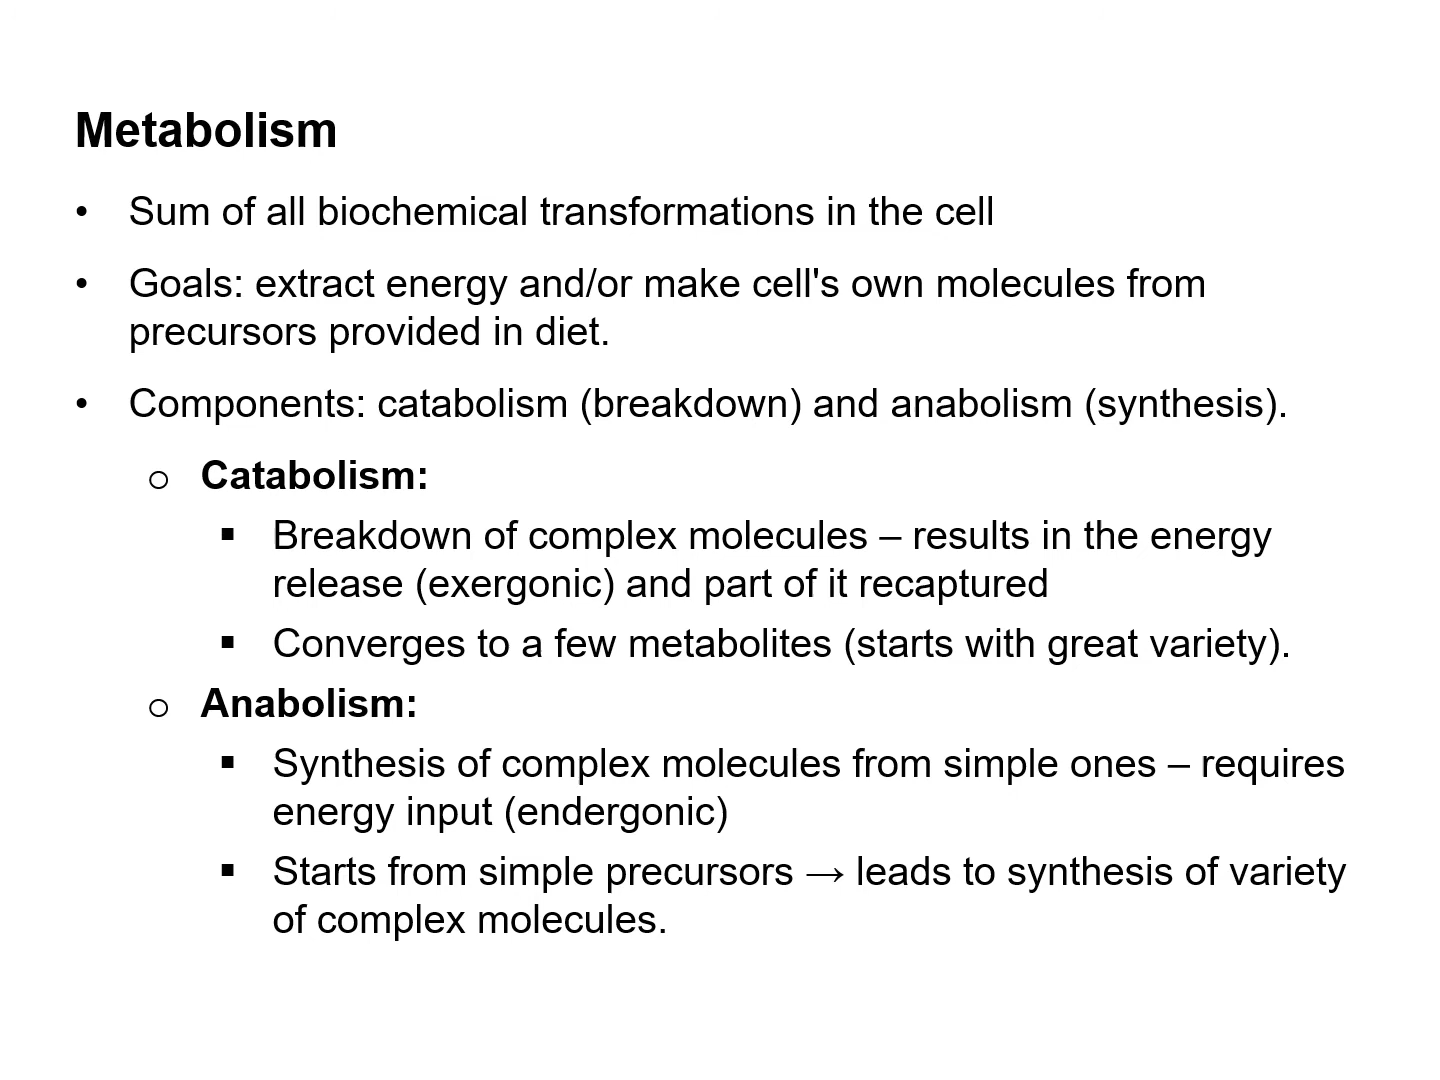 Metabolism
• Sum of all biochemical transformations in the cell
• Goals: extract energy and/or make cell's own molecules from
precursors provided in diet.
• Components: catabolism (breakdown) and anabolism (synthesis).
o Catabolism:
▪ Breakdown of complex molecules – results in the energy
release (exergonic) and part of it recaptured
▪ Converges to a few metabolites (starts with great variety).
o Anabolism:
▪ Synthesis of complex molecules from simple ones – requires
energy input (endergonic)
▪ Starts from simple precursors → leads to synthesis of variety
of complex molecules.